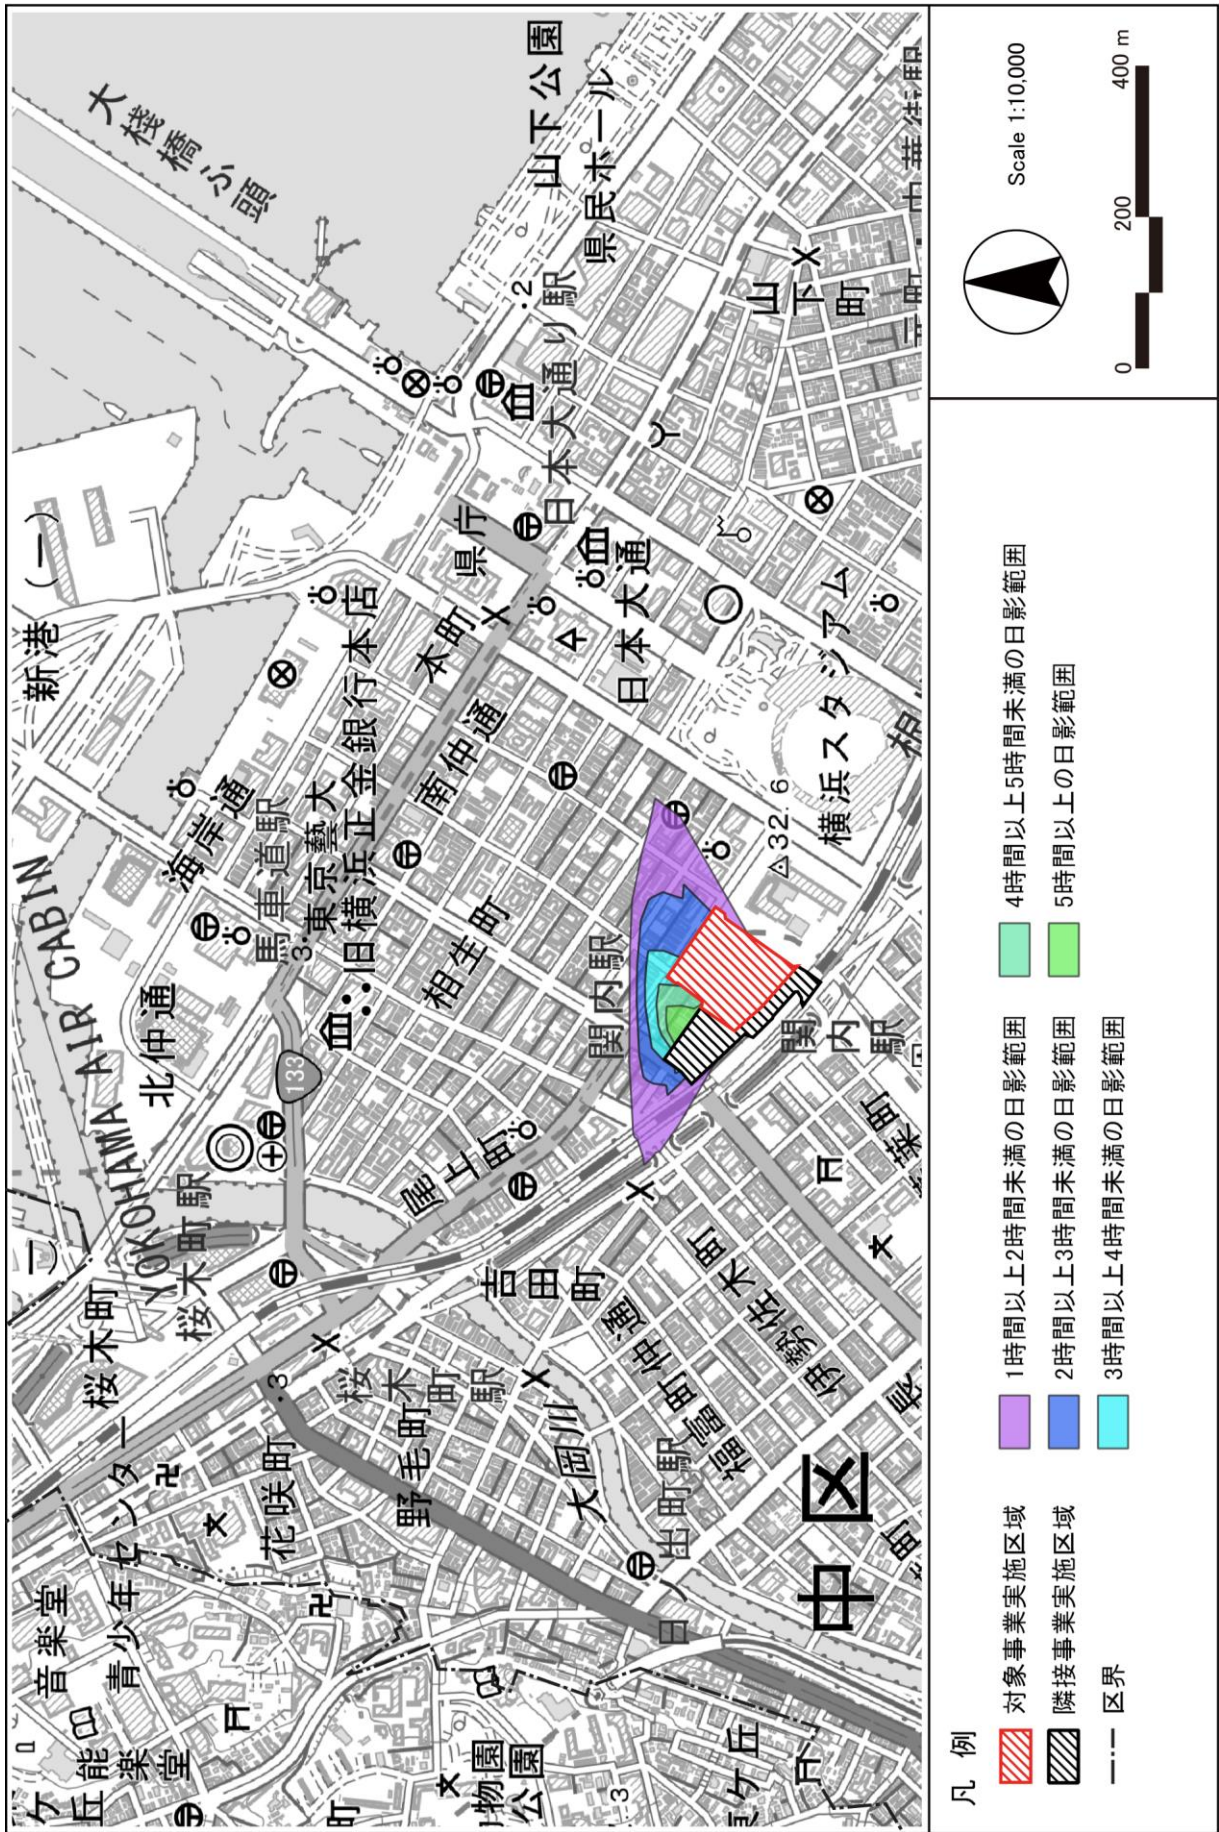 大桟橋ふ頭
山下公園
県民ホール
新港
(一)
YOKOHAMA AIR CABIN
北仲通
海岸通
馬車道駅
東京藝大
旧横浜正金銀行本店
本町
県庁
日本大通り駅
・2
山下町
南仲通
相生町
日本大通
横浜スタジアム
32.6
関内駅
関内駅
尾上町
133
3
桜木町
桜木町駅
桜木町駅
吉田町
福富町仲通
伊勢佐木町
大岡川
野毛町
花咲町
3
日ノ出町駅
中区
音楽堂
青少年センター
能楽堂
凡 例
対象事業実施区域
隣接事業実施区域
区界
1時間以上2時間未満の日影範囲
2時間以上3時間未満の日影範囲
3時間以上4時間未満の日影範囲
4時間以上5時間未満の日影範囲
5時間以上の日影範囲
Scale 1:10,000
0 200 400 m